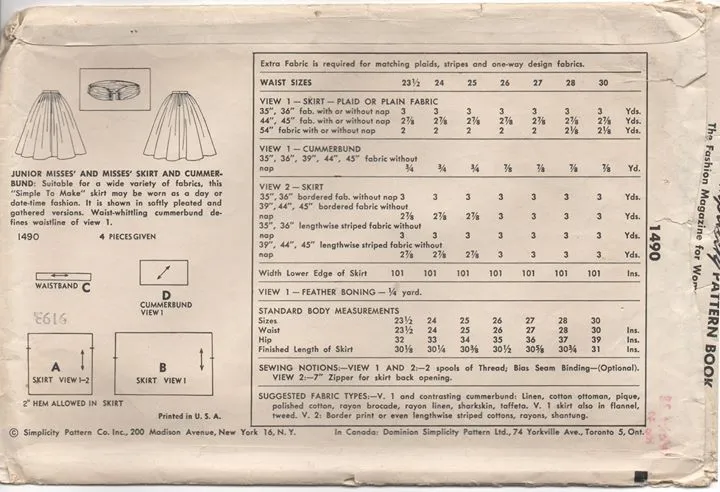 JUNIOR MISSES' AND MISSES' SKIRT AND CUMMER-
BUND: Suitable for a wide variety of fabrics, this
"Simple To Make" skirt may be worn as a day or
date-time fashion. It is shown in softly pleated and
gathered versions. Waist-whittling cummerbund de-
fines waistline of view 1.
1490 4 PIECES GIVEN
WAISTBAND C
D
CUMMERBUND
VIEW 1
A
SKIRT VIEW 1-2
B
SKIRT VIEW 1
2" HEM ALLOWED IN SKIRT
Printed in U. S. A.
Extra Fabric is required for matching plaids, stripes and one-way design fabrics.
WAIST SIZES 23½ 24 25 26 27 28 30
VIEW 1 — SKIRT — PLAID OR PLAIN FABRIC
35", 36" fab. with or without nap 3 3 3 3 3 3 3 Yds.
44", 45" fab. with or without nap 2⅞ 2⅞ 2⅞ 2⅞ 2⅞ 2⅞ 2⅞ Yds.
54" fabric with or without nap 2 2 2 2 2 2⅛ 2⅛ Yds.
VIEW 1 — CUMMERBUND
35", 36", 39", 44", 45" fabric without
nap ¾ ¾ ¾ ⅞ ⅞ ⅞ ⅞ Yd.
VIEW 2 — SKIRT
35", 36" bordered fab. without nap 3 3 3 3 3 3 3 Yds.
39", 44", 45" bordered fabric without
nap 2⅞ 2⅞ 2⅞ 3 3 3 3 Yds.
35", 36" lengthwise striped fabric without
nap 3 3 3 3 3 3 3 Yds.
39", 44", 45" lengthwise striped fabric without
nap 2⅞ 2⅞ 2⅞ 3 3 3 3 Yds.
Width Lower Edge of Skirt 101 101 101 101 101 101 101 Ins.
VIEW 1 — FEATHER BONING — ¼ yard.
STANDARD BODY MEASUREMENTS
Sizes 23½ 24 25 26 27 28 30
Waist 23½ 24 25 26 27 28 30 Ins.
Hip 32 33 34 35 36 37 39 Ins.
Finished Length of Skirt 30⅛ 30¼ 30⅜ 30½ 30⅝ 30¾ 31 Ins.
SEWING NOTIONS:—VIEW 1 AND 2:—2 spools of Thread; Bias Seam Binding—(Optional).
VIEW 2:—7" Zipper for skirt back opening.
SUGGESTED FABRIC TYPES:—V. 1 and contrasting cummerbund: Linen, cotton ottoman, pique,
polished cotton, rayon brocade, rayon linen, sharkskin, taffeta. V. 1 skirt also in flannel,
tweed. V. 2: Border print or even lengthwise striped cottons, rayons, shantung.
© Simplicity Pattern Co. Inc., 200 Madison Avenue, New York 16, N. Y. In Canada: Dominion Simplicity Pattern Ltd., 74 Yorkville Ave., Toronto 5, Ont.
1490
The Fashion Magazine for
PATTERN BOOK